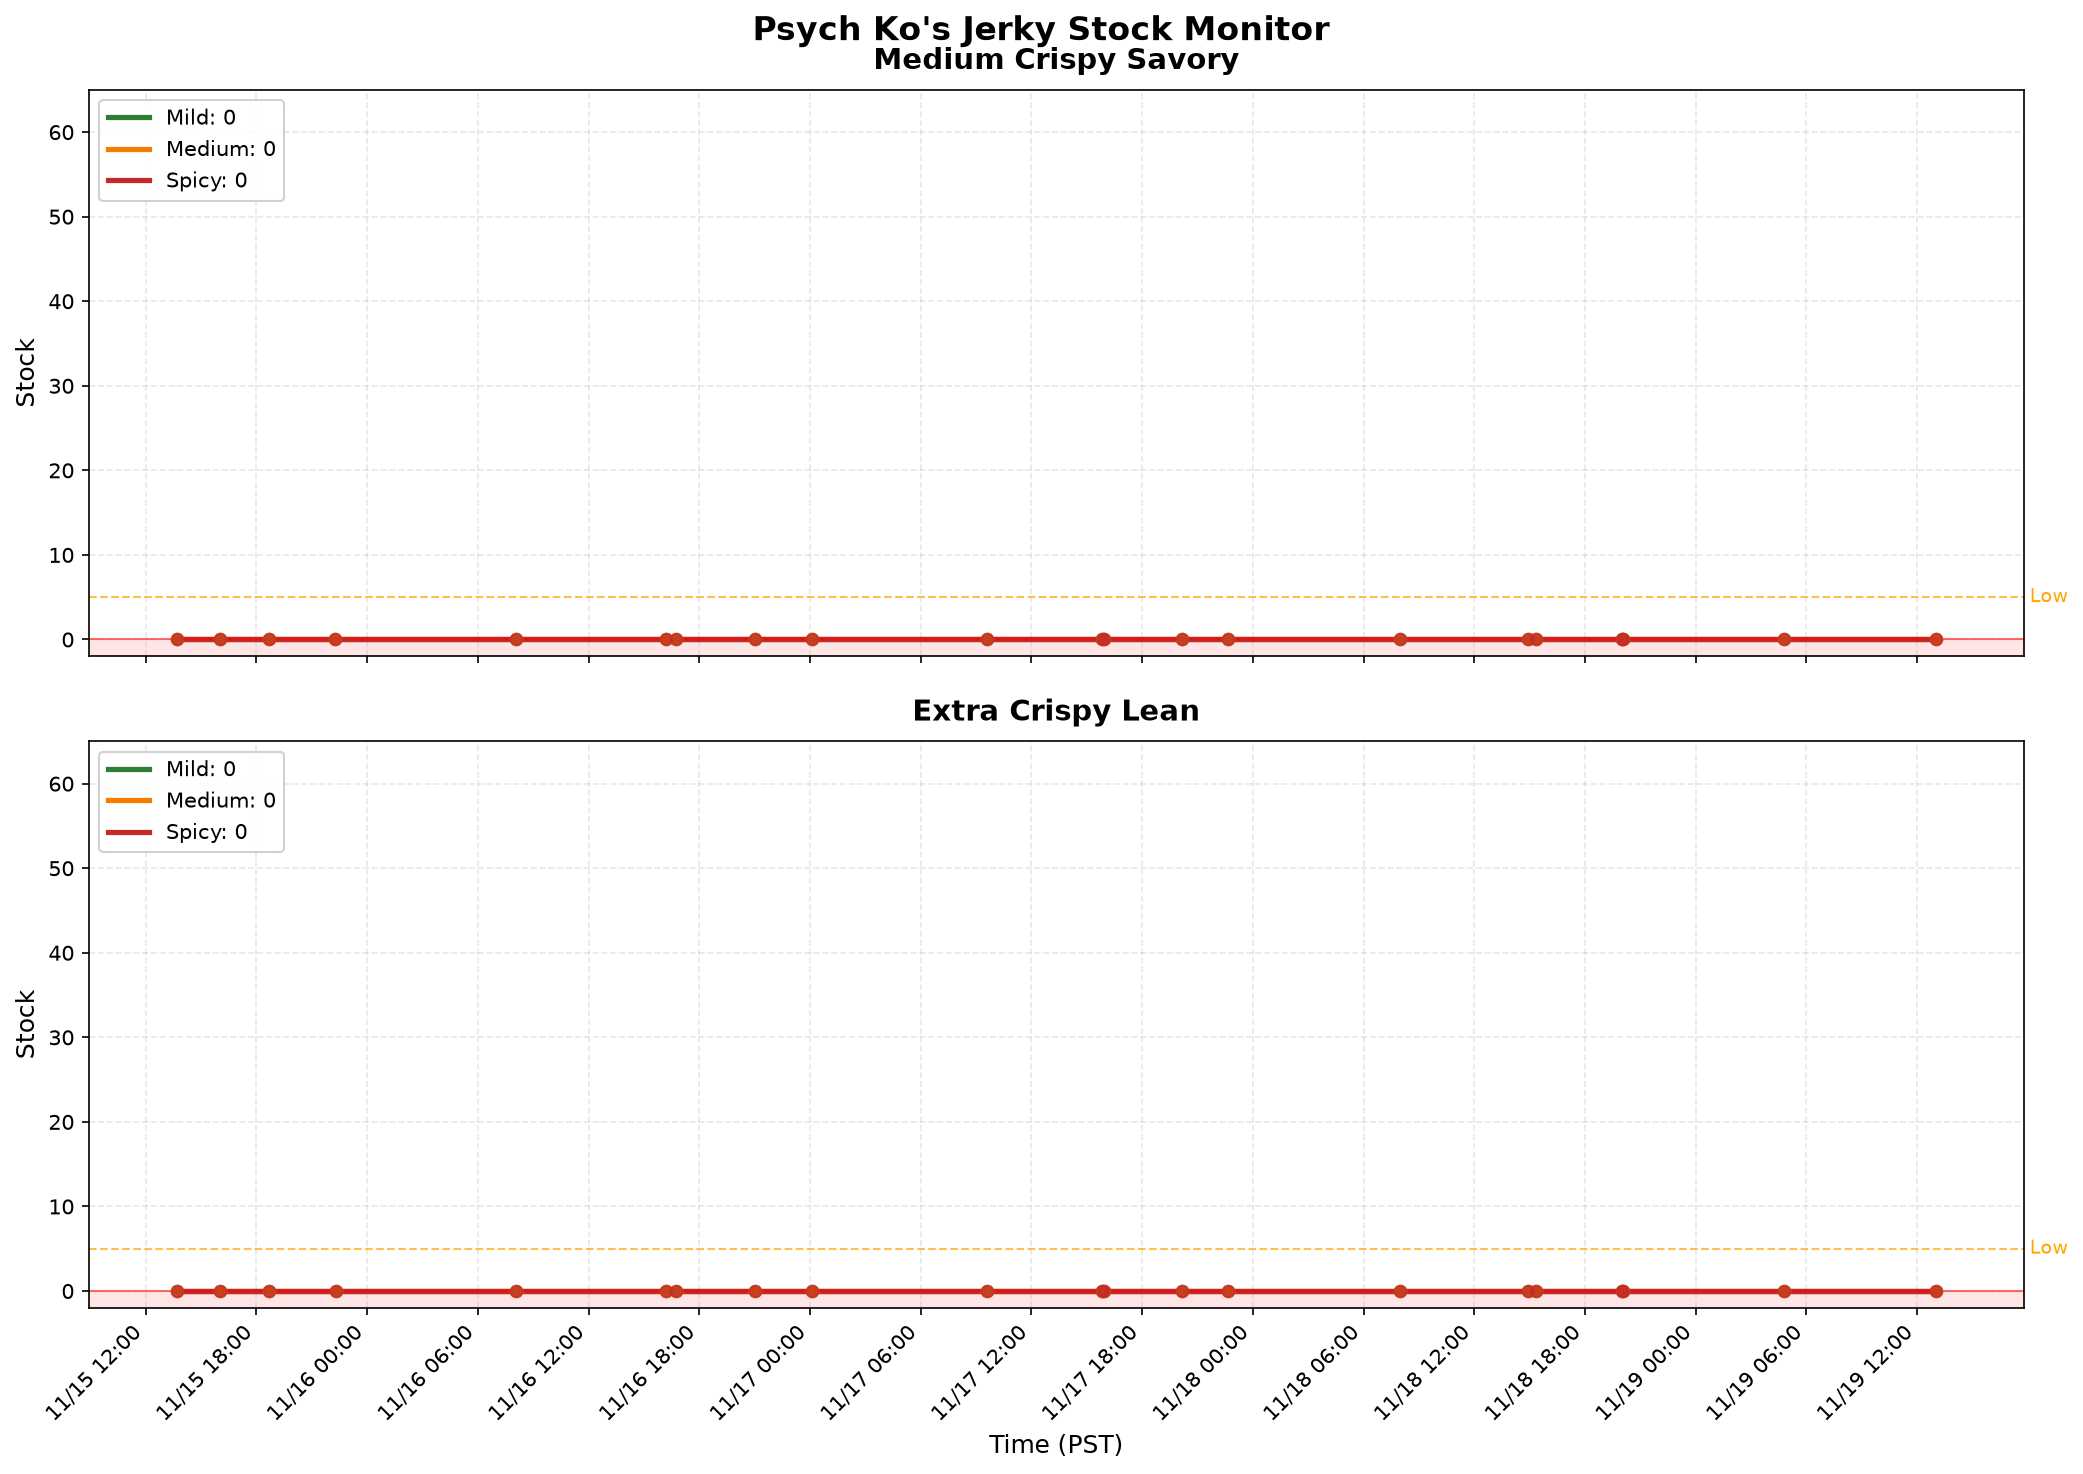 Psych Ko's Jerky Stock Monitor
Medium Crispy Savory
Mild: 0
Medium: 0
Spicy: 0
60
50
40
30
20
10
0
Stock
Low
Extra Crispy Lean
Mild: 0
Medium: 0
Spicy: 0
60
50
40
30
20
10
0
Stock
Low
11/15 12:00
11/15 18:00
11/16 00:00
11/16 06:00
11/16 12:00
11/16 18:00
11/17 00:00
11/17 06:00
11/17 12:00
11/17 18:00
11/18 00:00
11/18 06:00
11/18 12:00
11/18 18:00
11/19 00:00
11/19 06:00
11/19 12:00
Time (PST)